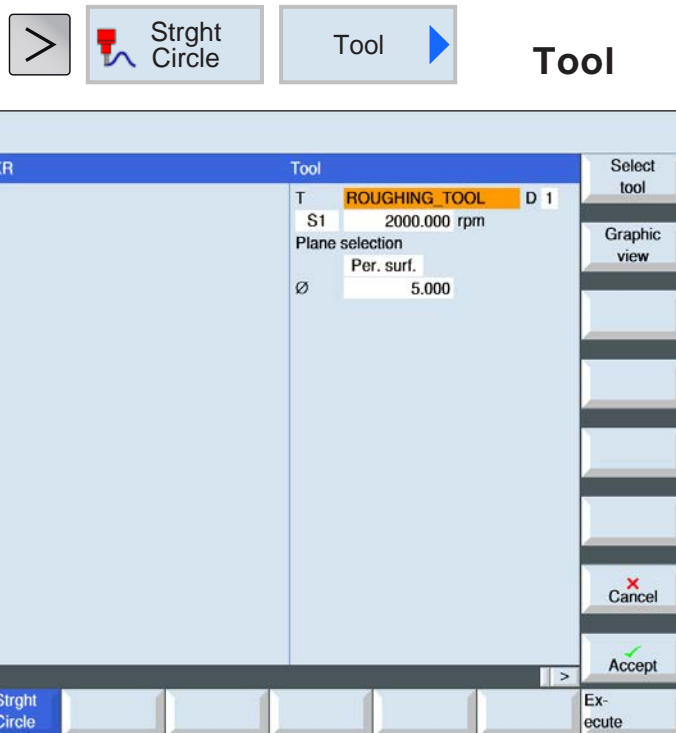 >
Strght
Circle
Tool
Tool
Tool
Select
tool
T ROUGHING_TOOL D 1
S1 2000.000 rpm
Graphic
view
Plane selection
Per. surf.
Ø 5.000
Cancel
Accept
>
Strght
Circle
Ex-
ecute